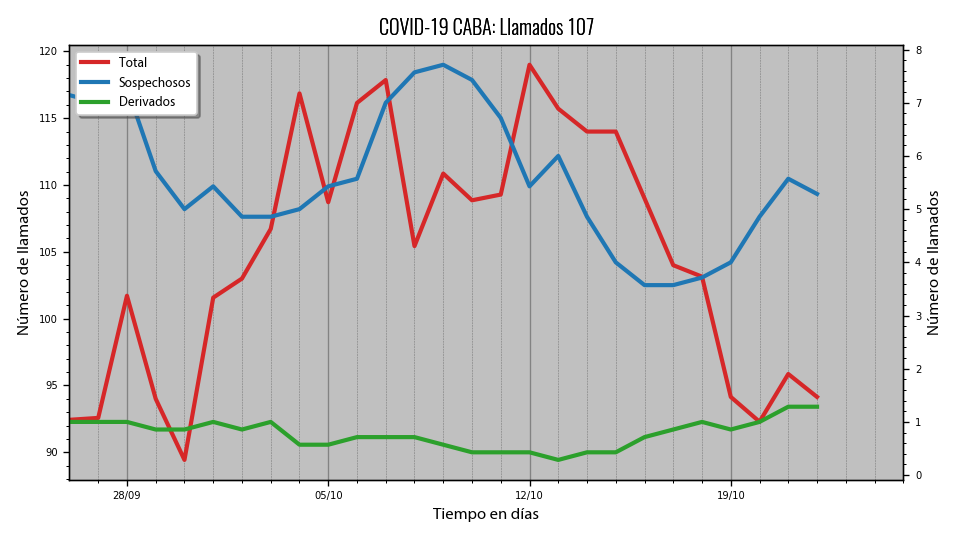 COVID-19 CABA: Llamados 107
Total
Sospechosos
Derivados
Número de llamados
120
115
110
105
100
95
90
8
7
6
5
4
3
2
1
0
Número de llamados
28/09
05/10
12/10
19/10
Tiempo en días